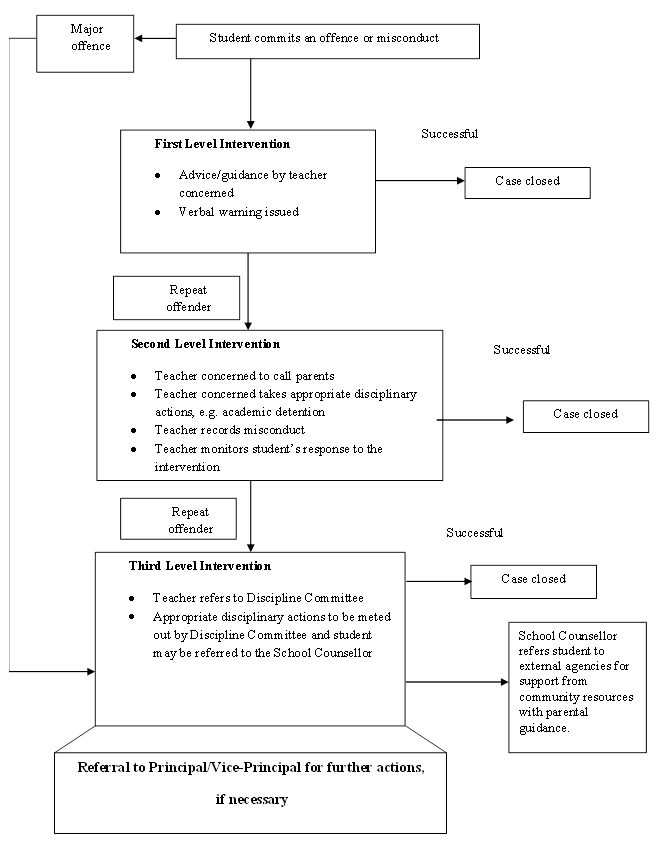 Major
offence
Student commits an offence or misconduct
First Level Intervention
Successful
• Advice/guidance by teacher
concerned
• Verbal warning issued
Case closed
Repeat
offender
Second Level Intervention
Successful
• Teacher concerned to call parents
• Teacher concerned takes appropriate disciplinary
actions, e.g. academic detention
• Teacher records misconduct
• Teacher monitors student's response to the
intervention
Case closed
Repeat
offender
Successful
Third Level Intervention
• Teacher refers to Discipline Committee
• Appropriate disciplinary actions to be meted
out by Discipline Committee and student
may be referred to the School Counsellor
Case closed
School Counsellor
refers student to
external agencies for
support from
community resources
with parental
guidance.
Referral to Principal/Vice-Principal for further actions,
if necessary